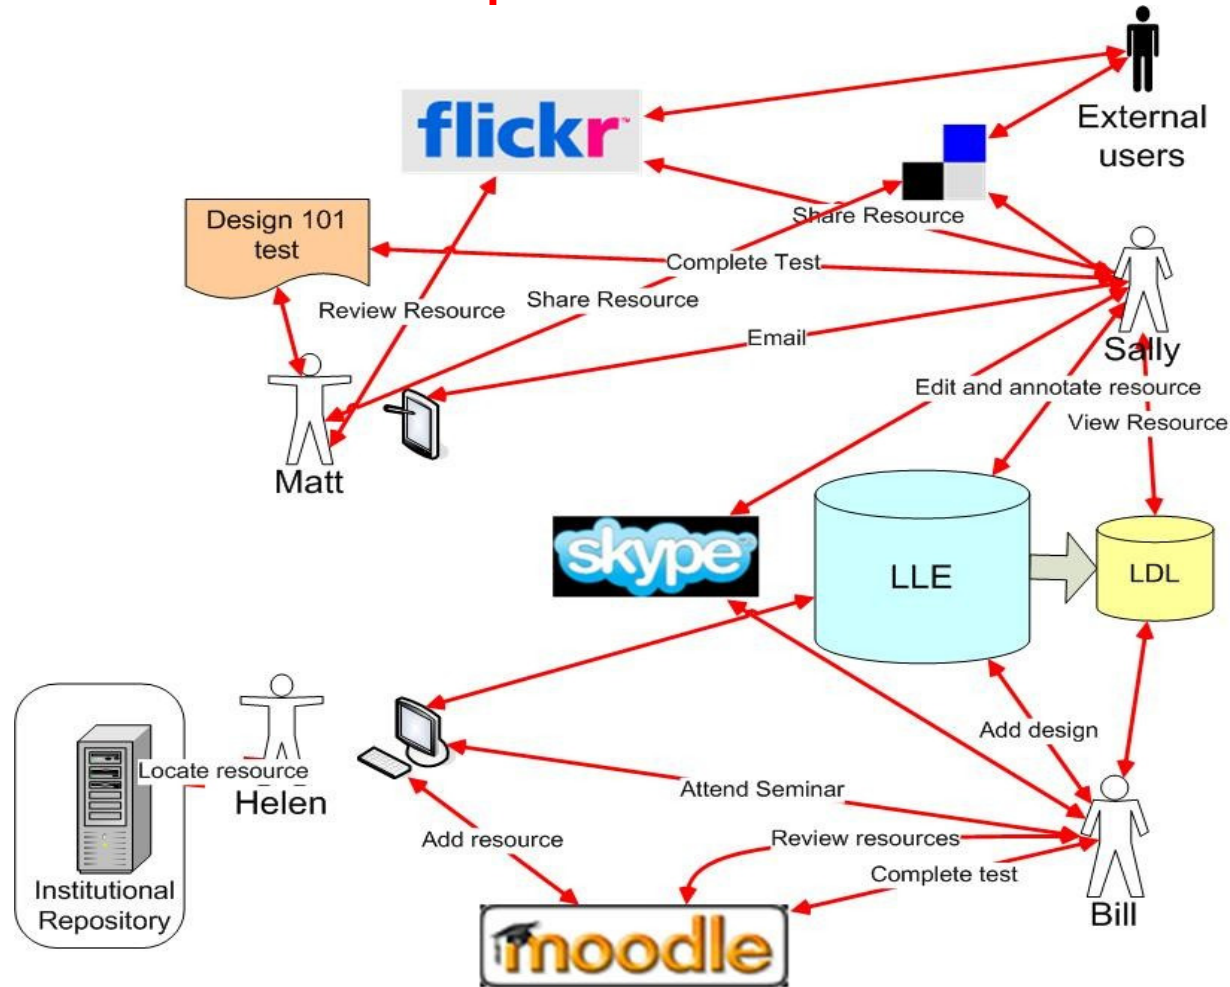 External
users
flickr™
Share Resource
Design 101
test
Complete Test
Review Resource
Share Resource
Email
Sally
Edit and annotate resource
View Resource
Matt
skype
LLE
LDL
Add design
Locate resource
Helen
Attend Seminar
Add resource
Review resources
Complete test
Institutional
Repository
Bill
moodle